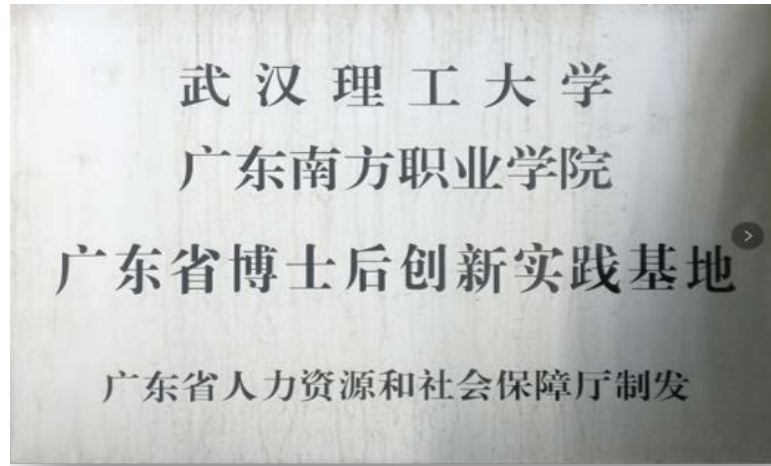 武汉理工大学
广东南方职业学院
广东省博士后创新实践基地
广东省人力资源和社会保障厅制发